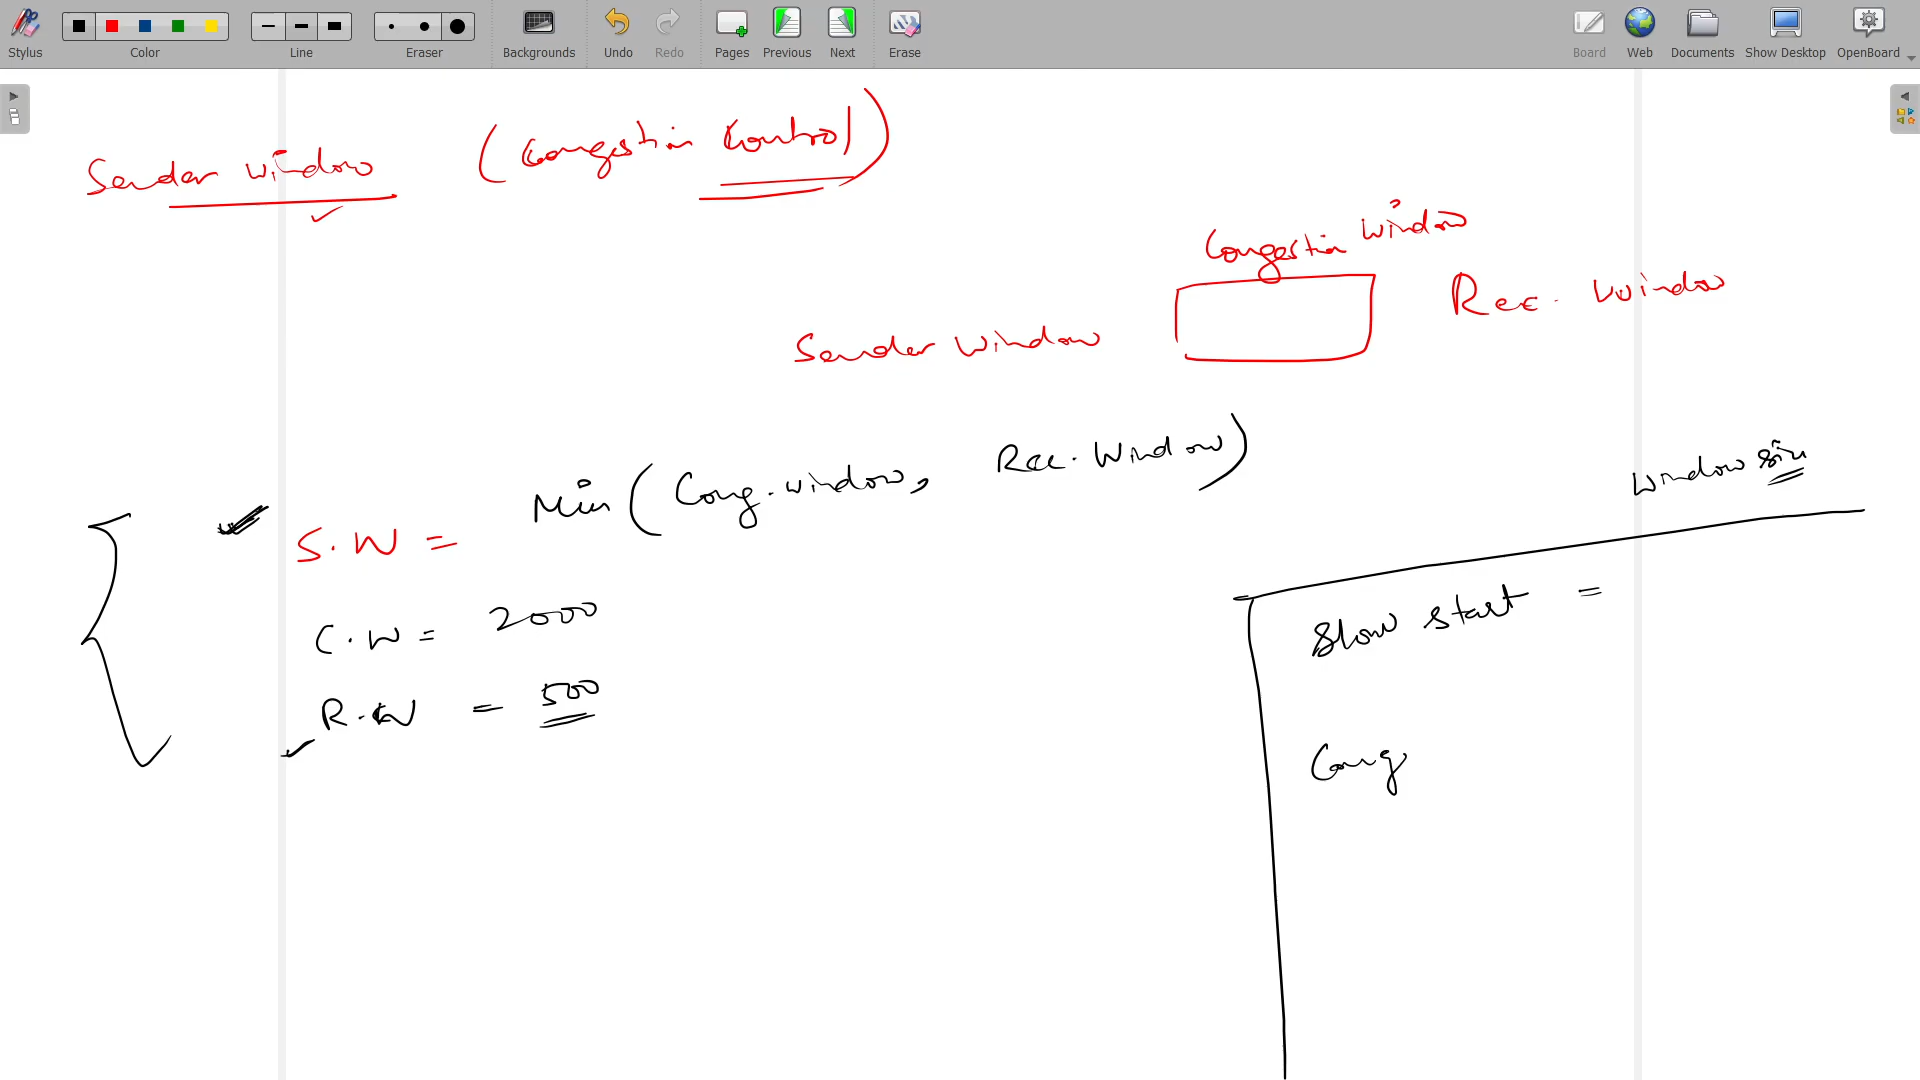 Stylus Color Line Eraser Backgrounds Undo Redo Pages Previous Next Erase Board Web Documents Show Desktop OpenBoard
Sender window (Congestion Control)
Congestion Window
Sender window Rec. Window
S.W = Min (Cong. window, Rec. Window)
C.W = 2000
R.W = 500
Window size
Slow start =
Cong